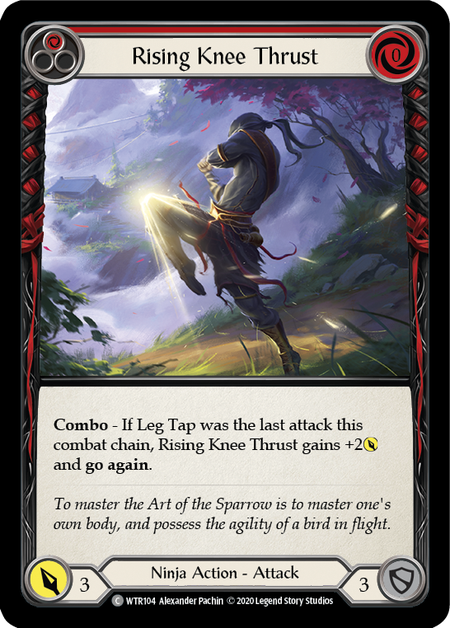 Rising Knee Thrust
0
Combo - If Leg Tap was the last attack this
combat chain, Rising Knee Thrust gains +2
and go again.
To master the Art of the Sparrow is to master one's
own body, and possess the agility of a bird in flight.
3
Ninja Action - Attack
3
C WTR104 Alexander Pachin © 2020 Legend Story Studios